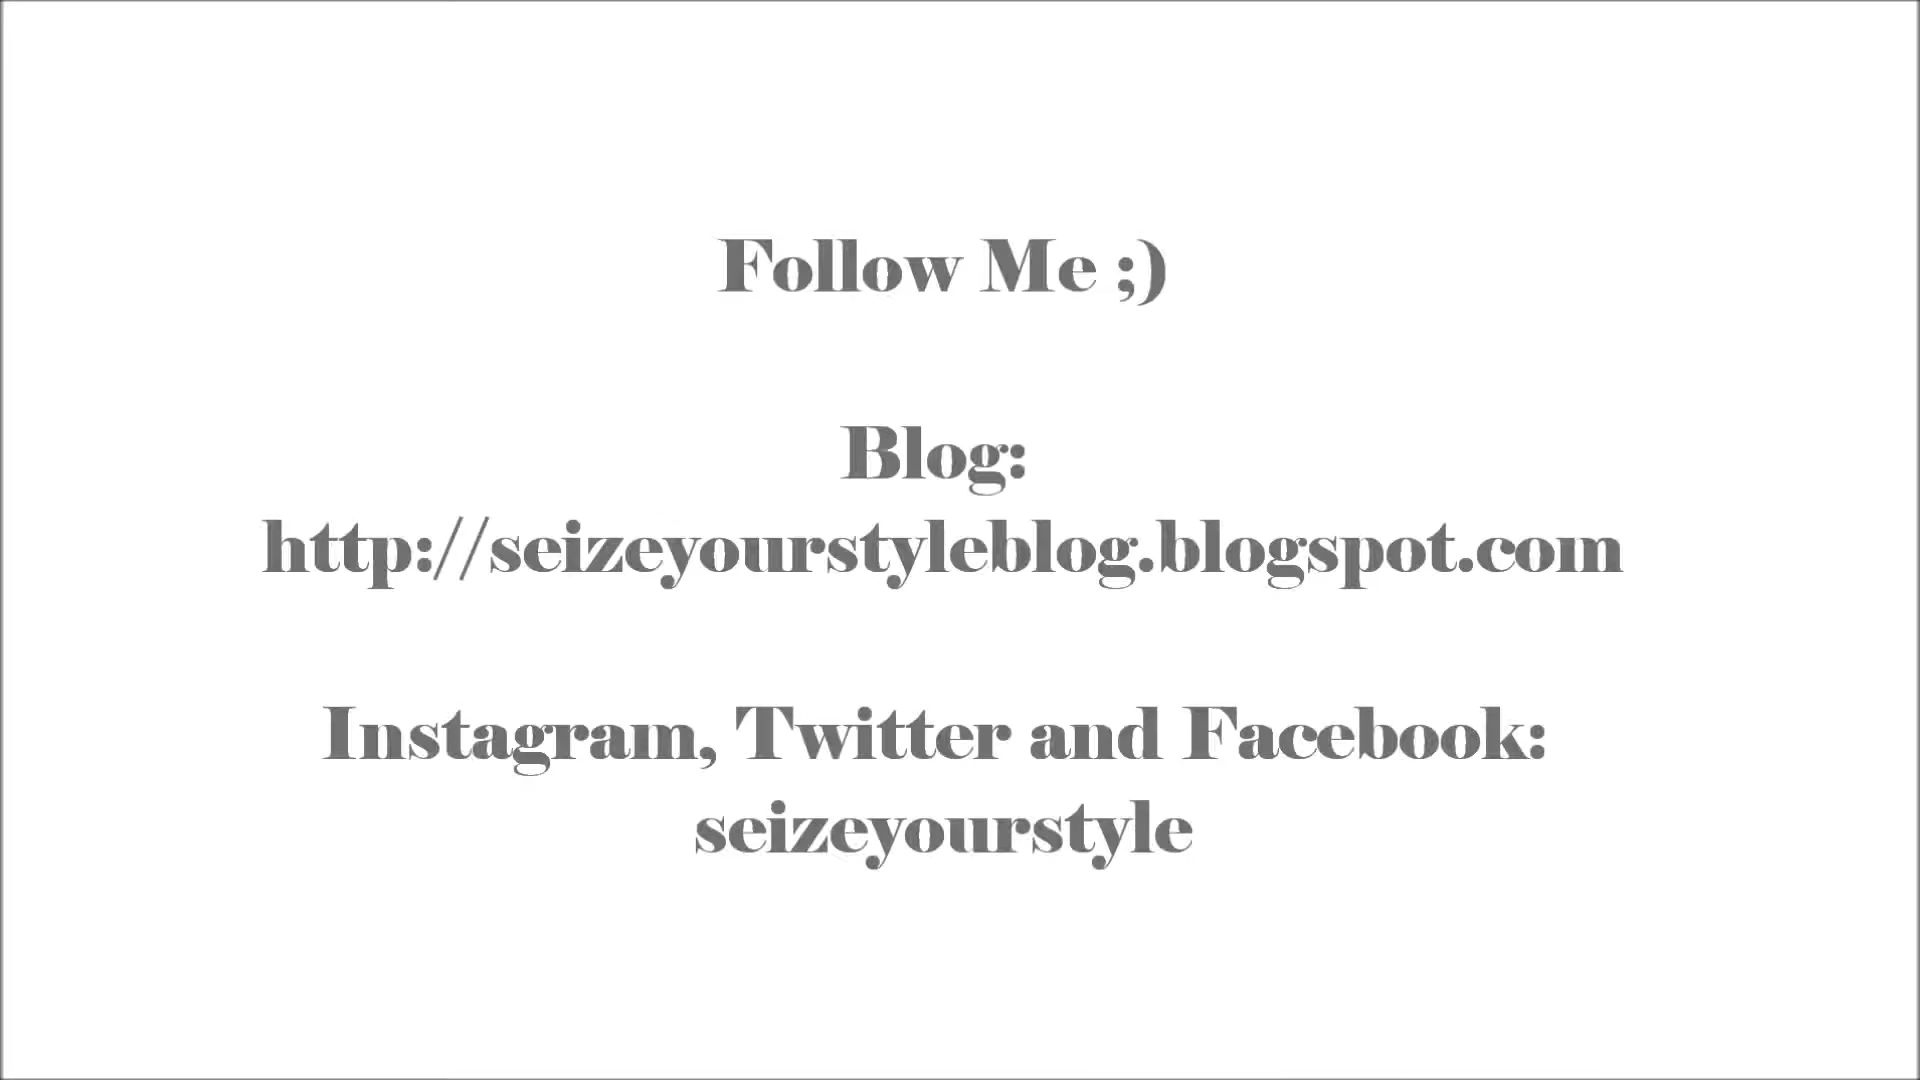 Follow Me ;)
Blog:
http://seizeyourstyleblog.blogspot.com
Instagram, Twitter and Facebook:
seizeyourstyle